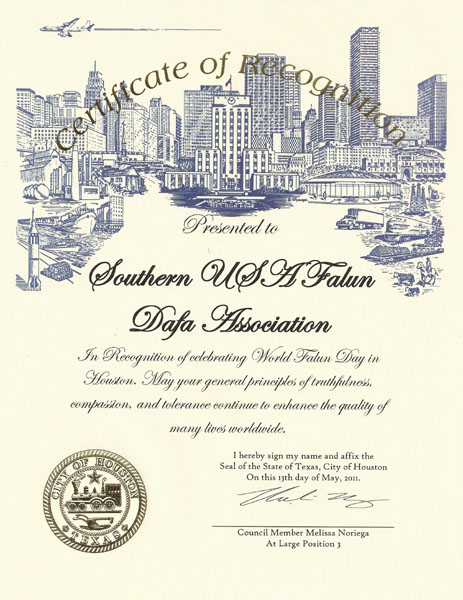 Certificate of Recognition
Presented to
Southern USA Falun
Dafa Association
In Recognition of celebrating World Falun Day in
Houston. May your general principles of truthfulness,
compassion, and tolerance continue to enhance the quality of
many lives worldwide.
I hereby sign my name and affix the
Seal of the State of Texas, City of Houston
On this 13th day of May, 2011.
Council Member Melissa Noriega
At Large Position 3
CITY OF HOUSTON
TEXAS